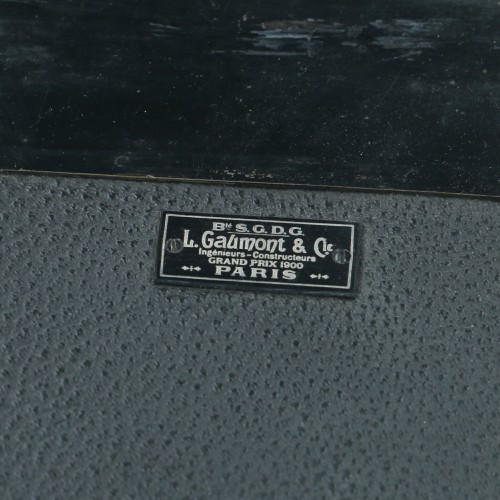 Bté S.G.D.G.
L. Gaumont & Cie
Ingénieurs-Constructeurs
GRAND PRIX 1900
PARIS